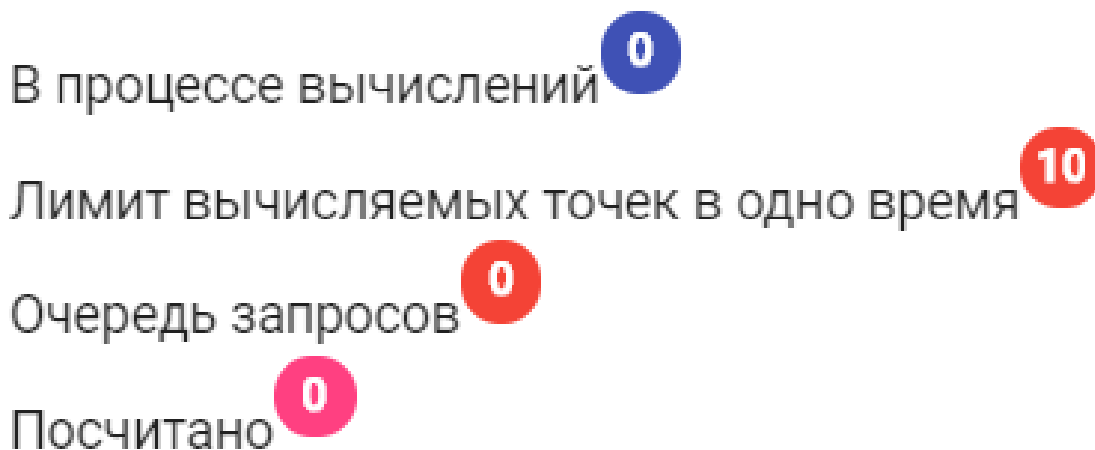 В процессе вычислений 0
Лимит вычисляемых точек в одно время 10
Очередь запросов 0
Посчитано 0